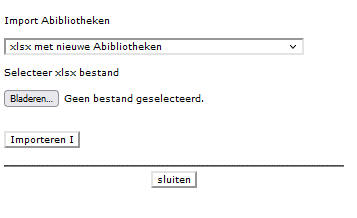 Import Abibliotheken
xlsx met nieuwe Abibliotheken
Selecteer xlsx bestand
Bladeren... Geen bestand geselecteerd.
Importeren I
sluiten